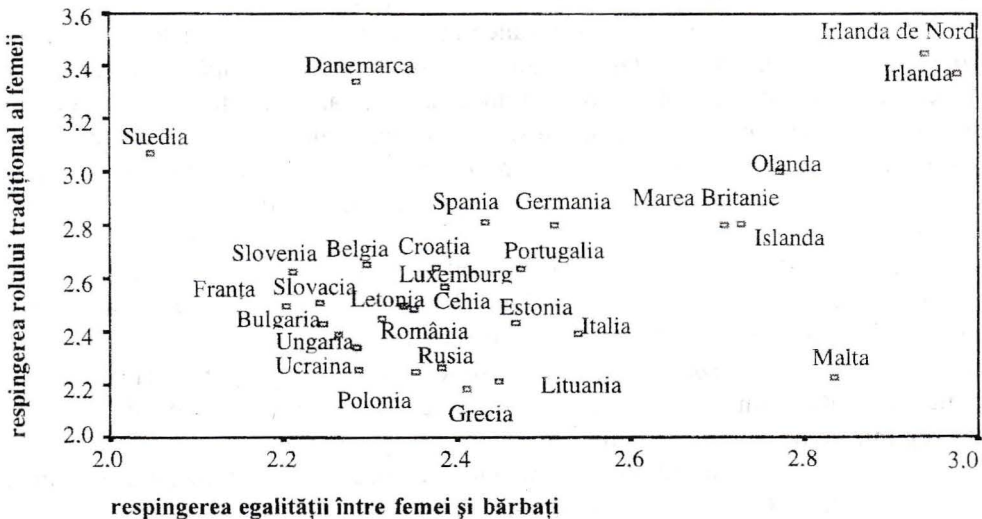 respingerea rolului tradițional al femeii
3.6
3.4
3.2
3.0
2.8
2.6
2.4
2.2
2.0
Irlanda de Nord
Danemarca
Irlanda
Suedia
Olanda
Spania Germania Marea Britanie
Islanda
Slovenia Belgia Croația Portugalia
Luxemburg
Franța Slovacia Letonia Cehia Estonia
Bulgaria România Italia
Ungaria
Ucraina Rusia Malta
Polonia Lituania
Grecia
2.0 2.2 2.4 2.6 2.8 3.0
respingerea egalității între femei și bărbați